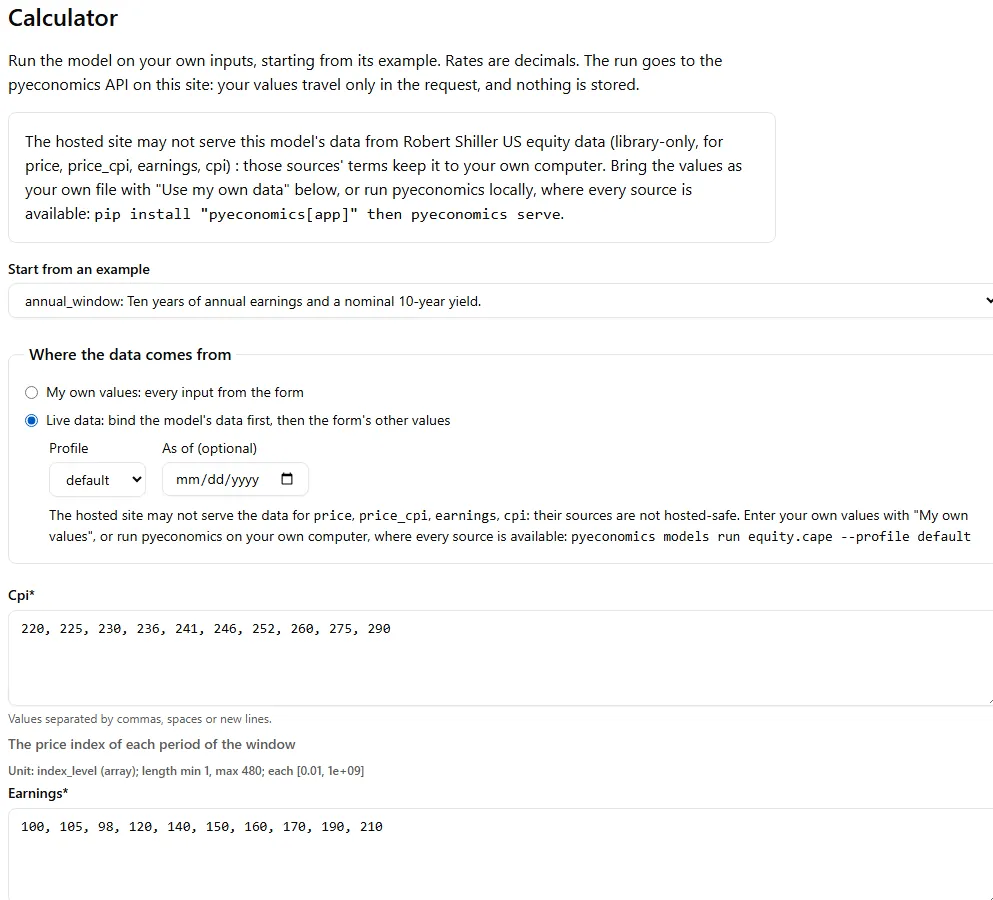 Calculator
Run the model on your own inputs, starting from its example. Rates are decimals. The run goes to the
pyeconomics API on this site: your values travel only in the request, and nothing is stored.
The hosted site may not serve this model's data from Robert Shiller US equity data (library-only, for
price, price_cpi, earnings, cpi) : those sources' terms keep it to your own computer. Bring the values as
your own file with "Use my own data" below, or run pyeconomics locally, where every source is
available: pip install "pyeconomics[app]" then pyeconomics serve.
Start from an example
annual_window: Ten years of annual earnings and a nominal 10-year yield.
Where the data comes from
My own values: every input from the form
Live data: bind the model's data first, then the form's other values
Profile As of (optional)
default mm/dd/yyyy
The hosted site may not serve the data for price, price_cpi, earnings, cpi: their sources are not hosted-safe. Enter your own values with "My own
values", or run pyeconomics on your own computer, where every source is available: pyeconomics models run equity.cape --profile default
Cpi*
220, 225, 230, 236, 241, 246, 252, 260, 275, 290
Values separated by commas, spaces or new lines.
The price index of each period of the window
Unit: index_level (array); length min 1, max 480; each [0.01, 1e+09]
Earnings*
100, 105, 98, 120, 140, 150, 160, 170, 190, 210